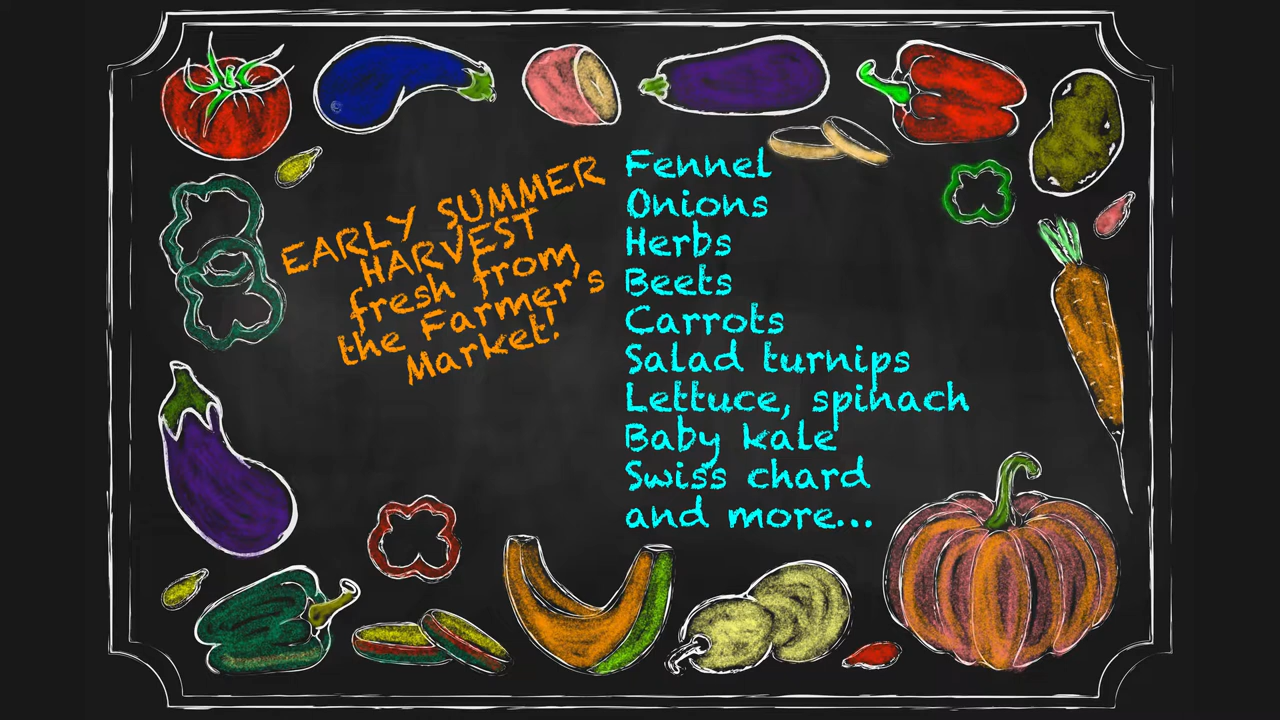 EARLY SUMMER
HARVEST
fresh from
the Farmer's
Market!
Fennel
Onions
Herbs
Beets
Carrots
Salad turnips
Lettuce, spinach
Baby kale
Swiss chard
and more...